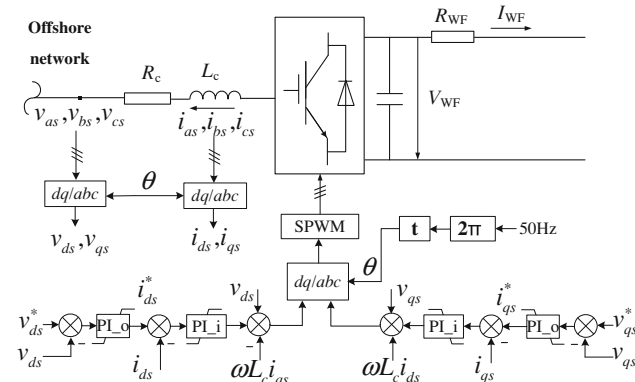 Offshore
network
R_c
L_c
R_WF
I_WF
V_WF
v_as,v_bs,v_cs
i_as,i_bs,i_cs
dq/abc
θ
dq/abc
v_ds,v_qs
i_ds,i_qs
SPWM
t
2π
50Hz
dq/abc
θ
v*_ds
v_ds
−
PI_o
i*_ds
i_ds
−
PI_i
v_ds
−
ωL_c i_qs
v_qs
ωL_c i_ds
PI_i
i*_qs
i_qs
−
PI_o
v*_qs
v_qs
−